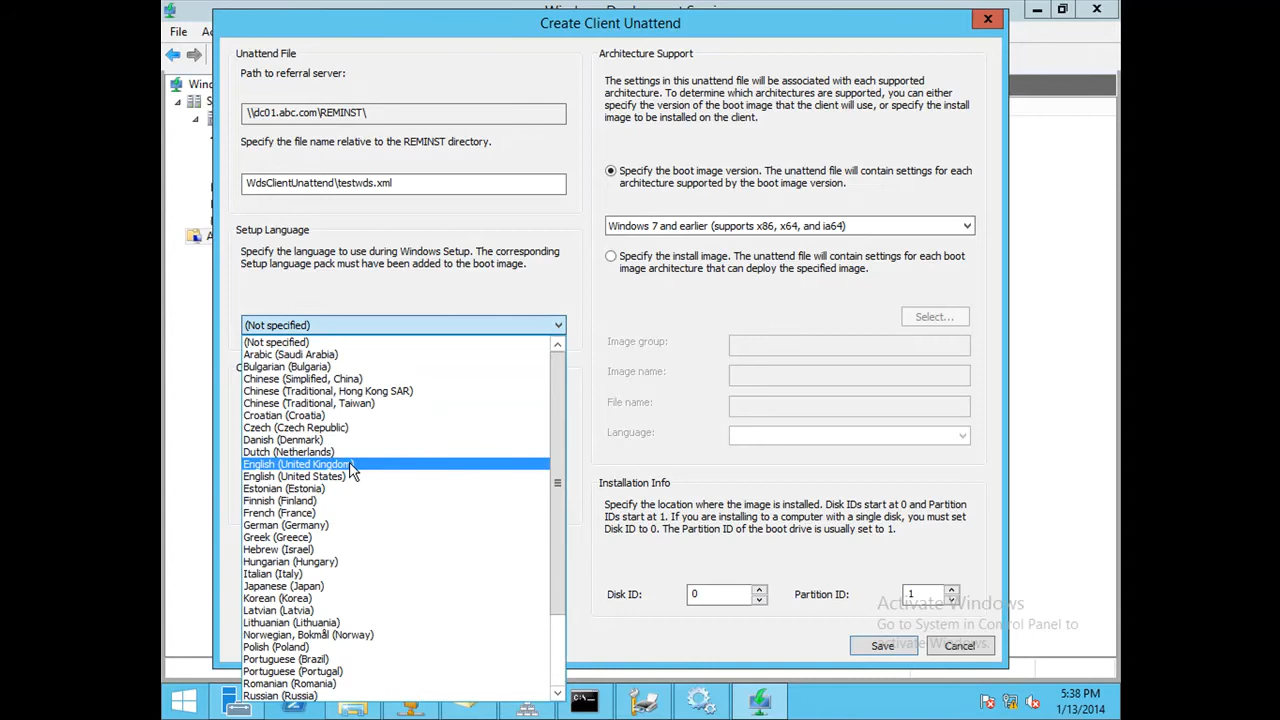 Create Client Unattend
File
Unattend File
Path to referral server:
\\dc01.abc.com\REMINST\
Specify the file name relative to the REMINST directory.
WdsClientUnattend\testwds.xml
Setup Language
Specify the language to use during Windows Setup. The corresponding
Setup language pack must have been added to the boot image.
(Not specified)
(Not specified)
Arabic (Saudi Arabia)
Bulgarian (Bulgaria)
Chinese (Simplified, China)
Chinese (Traditional, Hong Kong SAR)
Chinese (Traditional, Taiwan)
Croatian (Croatia)
Czech (Czech Republic)
Danish (Denmark)
Dutch (Netherlands)
English (United Kingdom)
English (United States)
Estonian (Estonia)
Finnish (Finland)
French (France)
German (Germany)
Greek (Greece)
Hebrew (Israel)
Hungarian (Hungary)
Italian (Italy)
Japanese (Japan)
Korean (Korea)
Latvian (Latvia)
Lithuanian (Lithuania)
Norwegian, Bokmål (Norway)
Polish (Poland)
Portuguese (Brazil)
Portuguese (Portugal)
Romanian (Romania)
Russian (Russia)
Architecture Support
The settings in this unattend file will be associated with each supported
architecture. To determine which architectures are supported, you can either
specify the version of the boot image that the client will use, or specify the install
image to be installed on the client.
Specify the boot image version. The unattend file will contain settings for each
architecture supported by the boot image version.
Windows 7 and earlier (supports x86, x64, and ia64)
Specify the install image. The unattend file will contain settings for each boot
image architecture that can deploy the specified image.
Select...
Image group:
Image name:
File name:
Language:
Installation Info
Specify the location where the image is installed. Disk IDs start at 0 and Partition
IDs start at 1. If you are installing to a computer with a single disk, you must set
Disk ID to 0. The Partition ID of the boot drive is usually set to 1.
Disk ID: 0 Partition ID: 1
Activate Windows
Go to System in Control Panel to
activate Windows.
Save Cancel
5:38 PM
1/13/2014